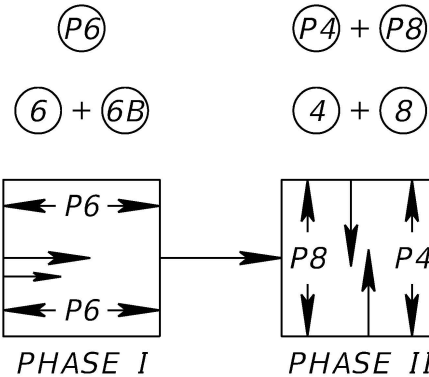 P6 P4 + P8
6 + 6B 4 + 8
P6
P8 P4
P6
PHASE I PHASE II